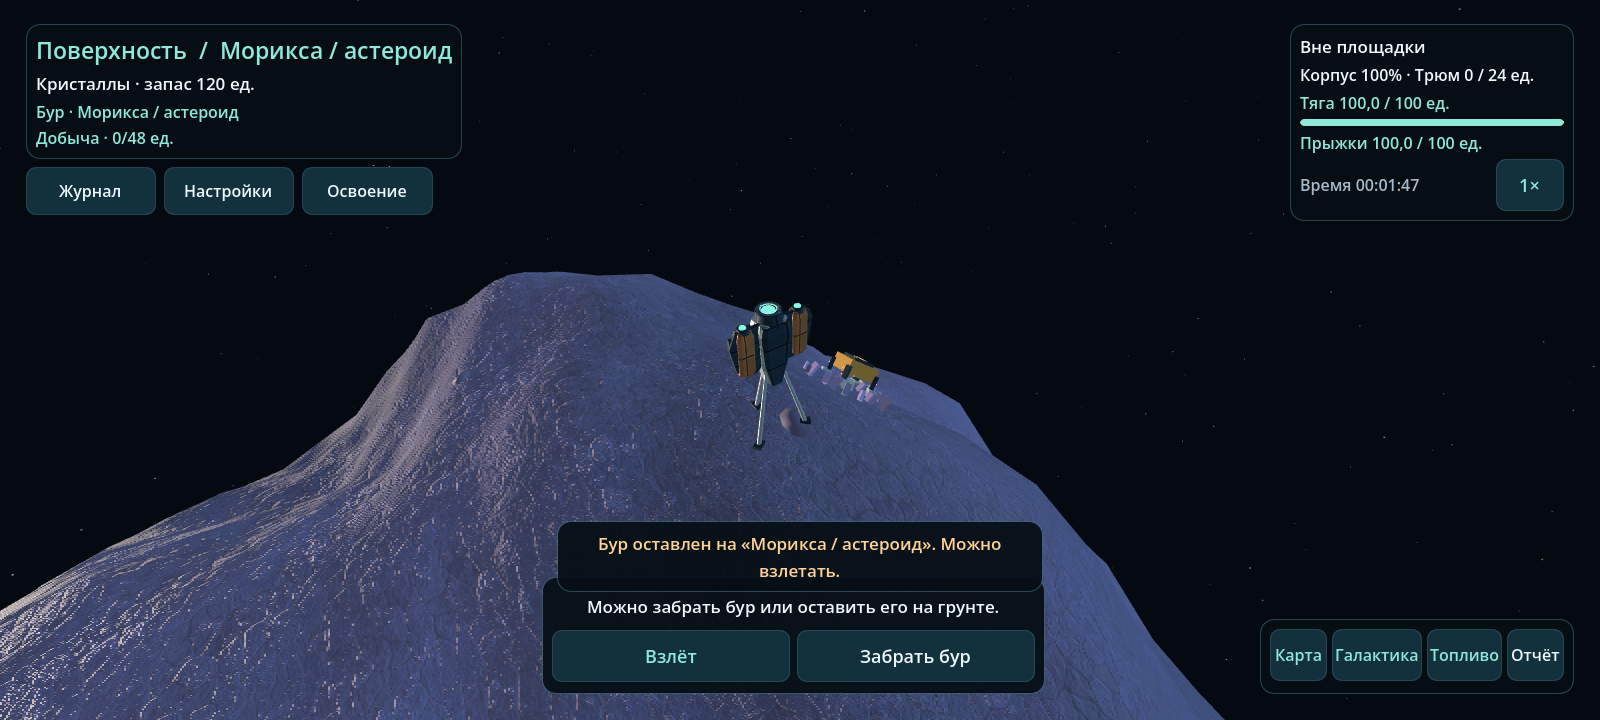 Поверхность / Морикса / астероид
Кристаллы · запас 120 ед.
Бур · Морикса / астероид
Добыча · 0/48 ед.
Журнал
Настройки
Освоение
Вне площадки
Корпус 100% · Трюм 0 / 24 ед.
Тяга 100,0 / 100 ед.
Прыжки 100,0 / 100 ед.
Время 00:01:47
1×
Бур оставлен на «Морикса / астероид». Можно
взлетать.
Можно забрать бур или оставить его на грунте.
Взлёт
Забрать бур
Карта
Галактика
Топливо
Отчёт